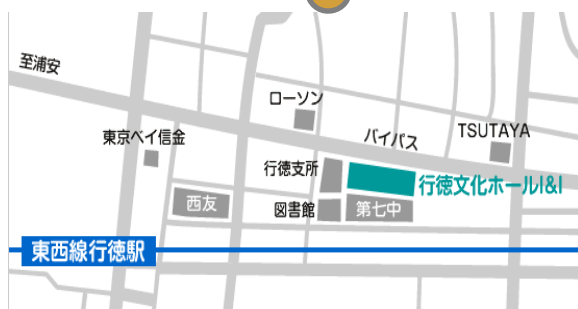 至浦安
ローソン
バイパス
TSUTAYA
東京ベイ信金
行徳支所
行徳文化ホールI&I
西友
図書館
第七中
東西線行徳駅